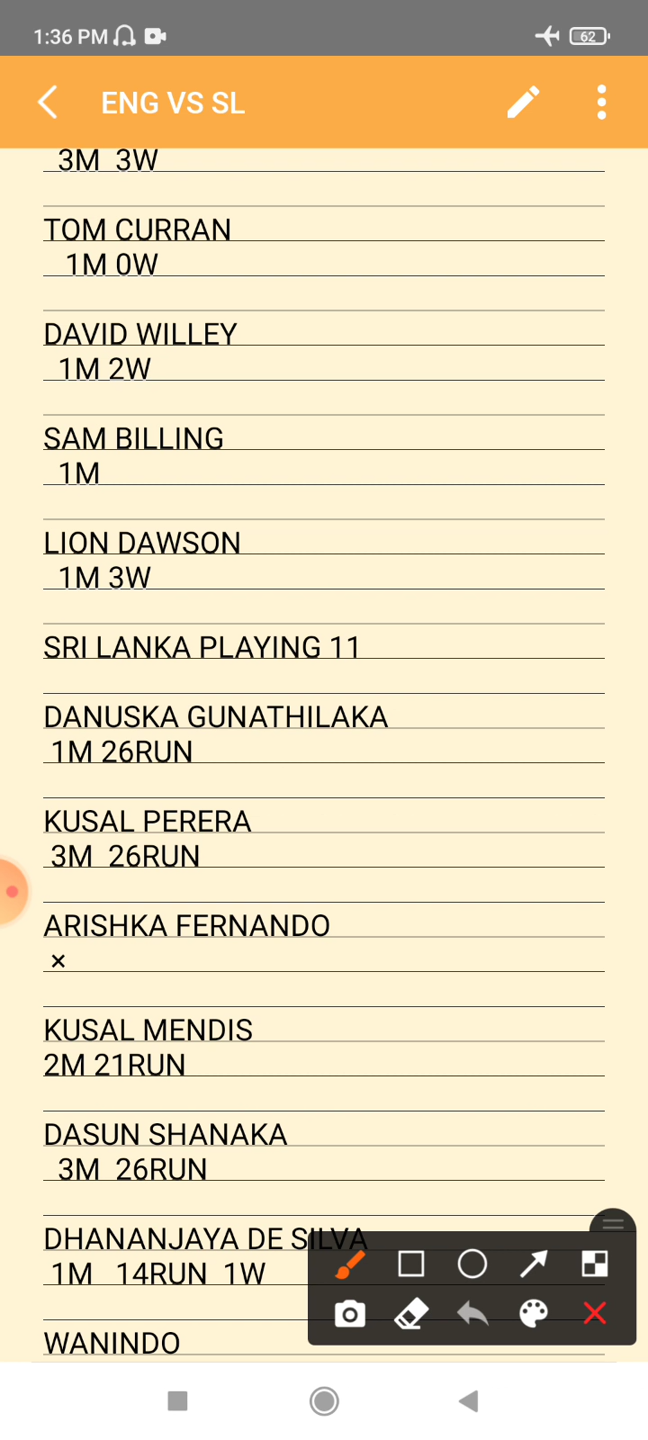 1:36 PM
62
ENG VS SL
3M 3W
TOM CURRAN
1M 0W
DAVID WILLEY
1M 2W
SAM BILLING
1M
LION DAWSON
1M 3W
SRI LANKA PLAYING 11
DANUSKA GUNATHILAKA
1M 26RUN
KUSAL PERERA
3M 26RUN
ARISHKA FERNANDO
×
KUSAL MENDIS
2M 21RUN
DASUN SHANAKA
3M 26RUN
DHANANJAYA DE SILVA
1M 14RUN 1W
WANINDO